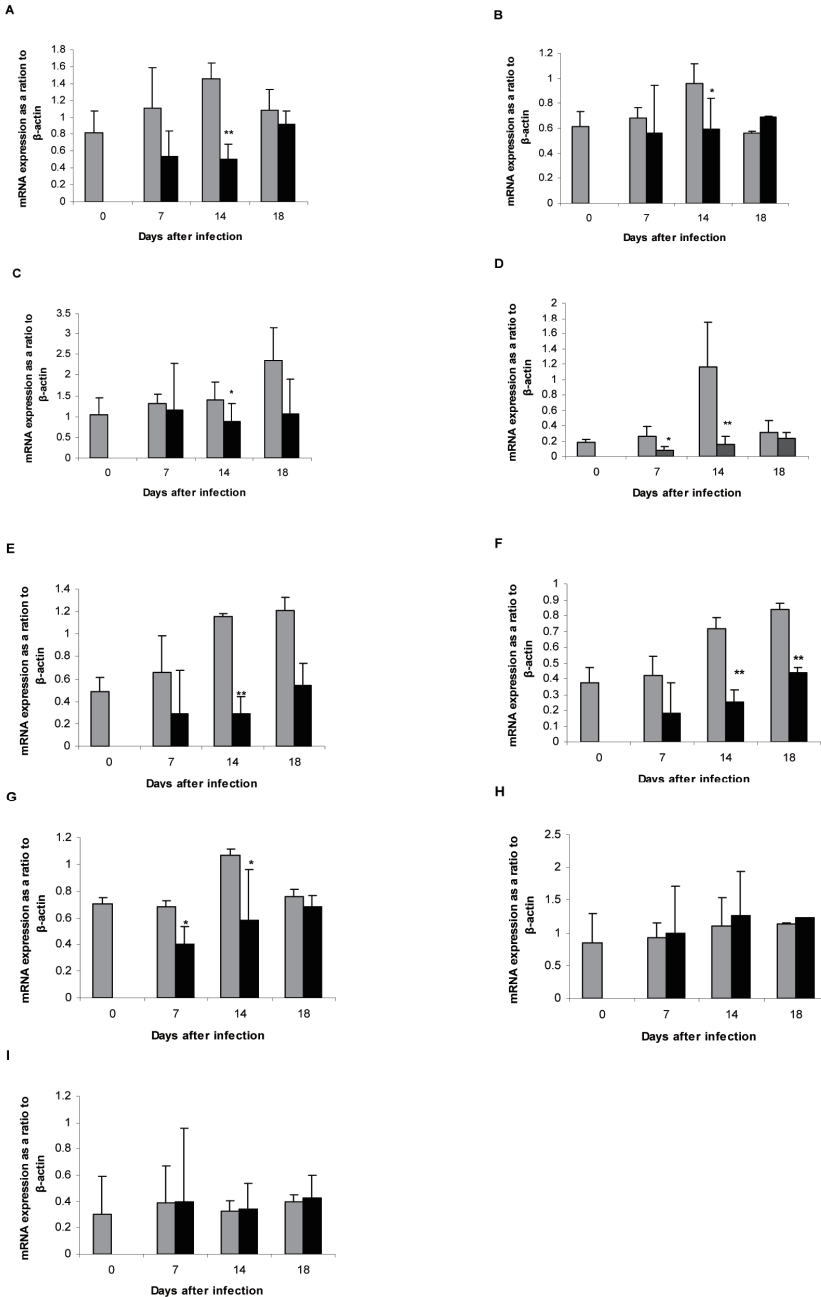 A
mRNA expression as a ration to
β-actin
1.8
1.6
1.4
1.2
1
0.8
0.6
0.4
0.2
0
**
0 7 14 18
Days after infection
B
mRNA expression as a ratio to
β-actin
1.2
1
0.8
0.6
0.4
0.2
0
*
0 7 14 18
Days after infection
C
mRNA expression as a ratio to
β-actin
3.5
3
2.5
2
1.5
1
0.5
0
*
0 7 14 18
Days after infection
D
mRNA expression as a ratio to
β-actin
2
1.8
1.6
1.4
1.2
1
0.8
0.6
0.4
0.2
0
*
**
0 7 14 18
Days after infection
E
mRNA expression as a ration to
β-actin
1.4
1.2
1
0.8
0.6
0.4
0.2
0
**
0 7 14 18
Days after infection
F
mRNA expression as a ratio to
β-actin
1
0.9
0.8
0.7
0.6
0.5
0.4
0.3
0.2
0.1
0
**
**
0 7 14 18
Days after infection
G
mRNA expression as a ratio to
β-actin
1.2
1
0.8
0.6
0.4
0.2
0
*
*
0 7 14 18
Days after infection
H
mRNA expression as a ratio to
β-actin
2.5
2
1.5
1
0.5
0
0 7 14 18
Days after infection
I
mRNA expression as a ratio to
β-actin
1.2
1
0.8
0.6
0.4
0.2
0
0 7 14 18
Days after infection